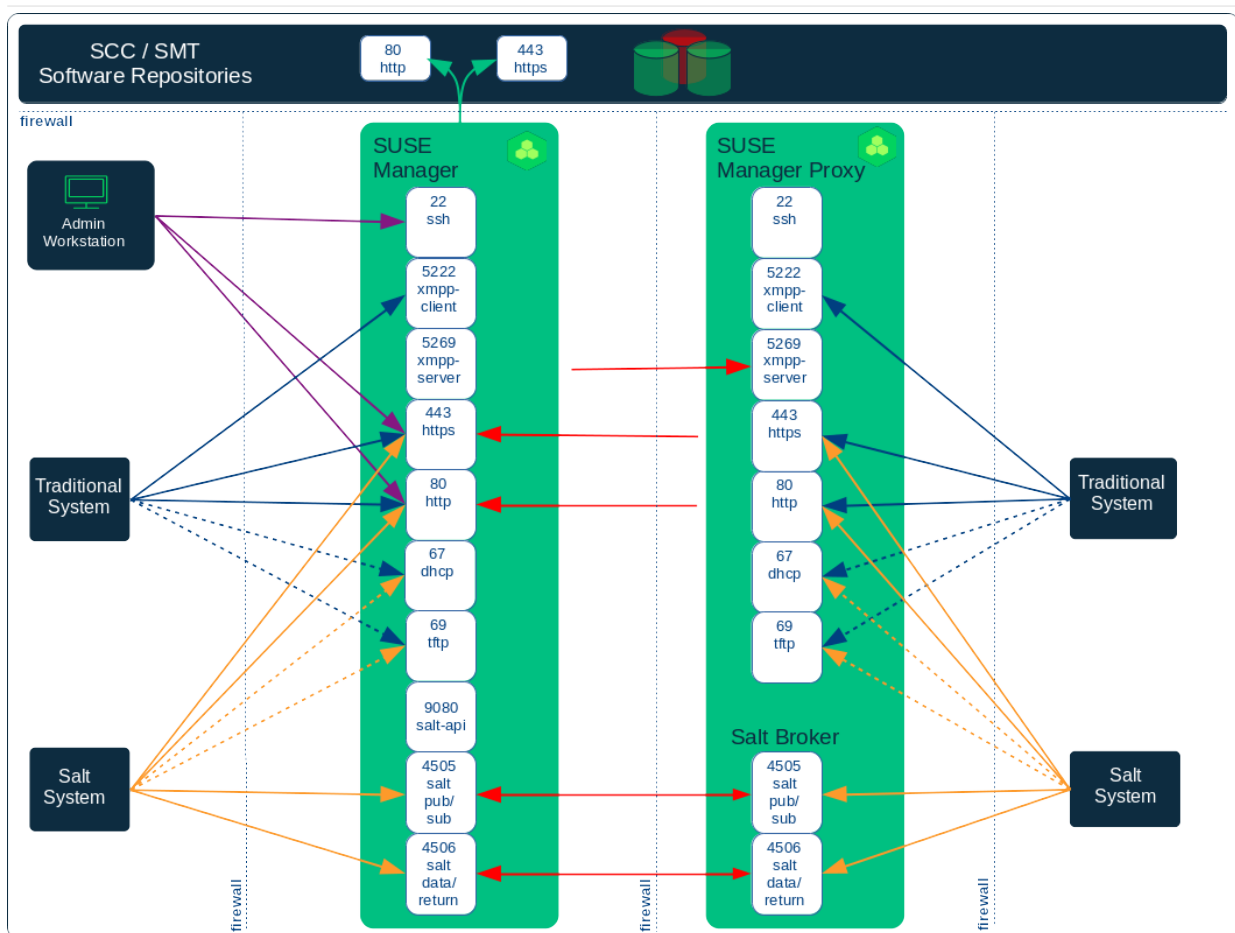 SCC / SMT
Software Repositories
80
http
443
https
firewall
SUSE
Manager
SUSE
Manager Proxy
Admin
Workstation
22
ssh
5222
xmpp-
client
5269
xmpp-
server
443
https
80
http
67
dhcp
69
tftp
9080
salt-api
4505
salt
pub/
sub
4506
salt
data/
return
22
ssh
5222
xmpp-
client
5269
xmpp-
server
443
https
80
http
67
dhcp
69
tftp
Salt Broker
4505
salt
pub/
sub
4506
salt
data/
return
Traditional
System
Salt
System
Traditional
System
Salt
System
firewall
firewall
firewall